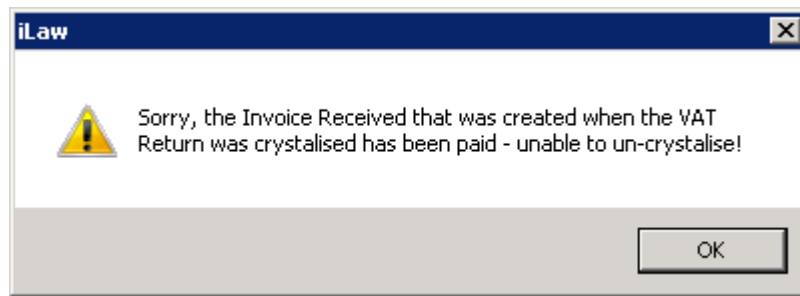 iLaw
Sorry, the Invoice Received that was created when the VAT
Return was crystalised has been paid - unable to un-crystalise!
OK